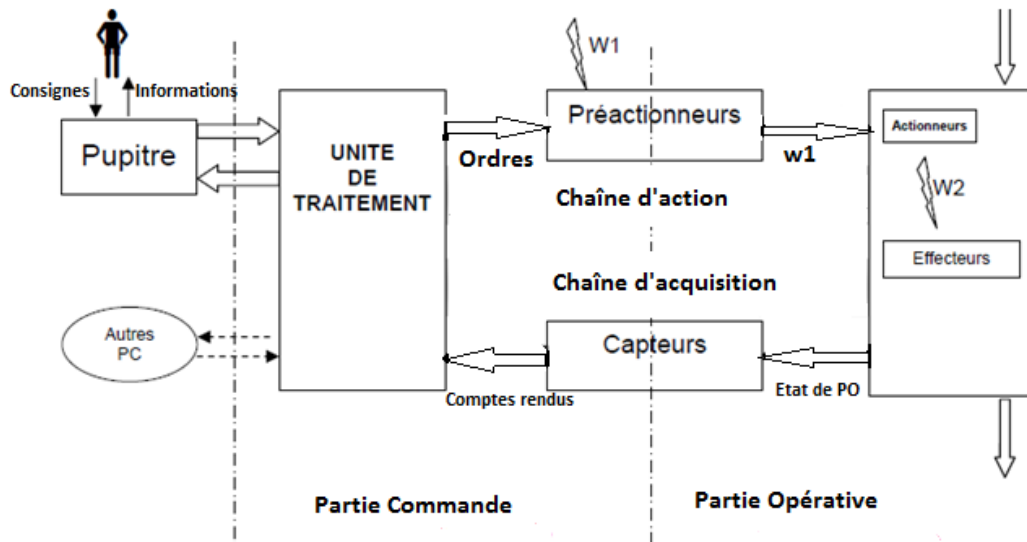 W1
Consignes
Informations
Préactionneurs
Pupitre
UNITE
DE
TRAITEMENT
Ordres
w1
Actionneurs
W2
Chaîne d'action
Effecteurs
Chaîne d'acquisition
Autres
PC
Capteurs
Comptes rendus
Etat de PO
Partie Commande
Partie Opérative